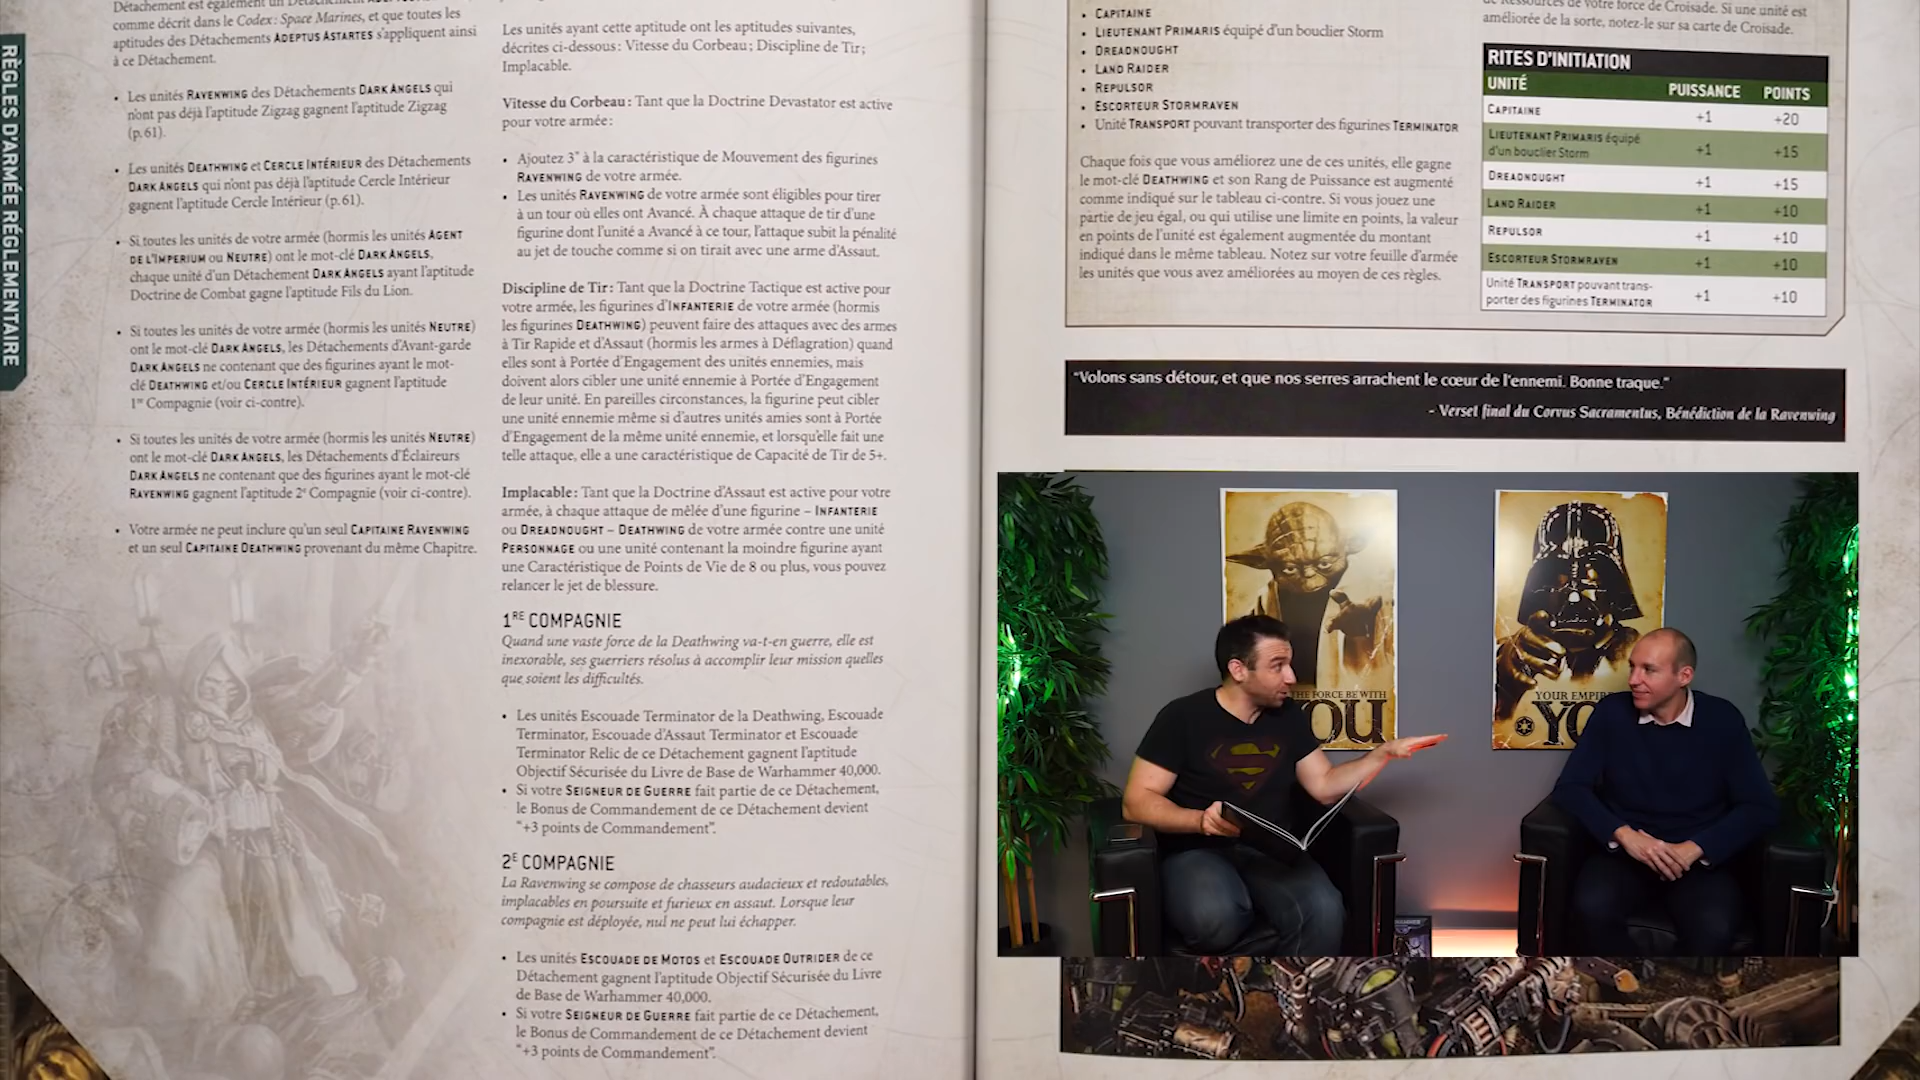 RÈGLES D'ARMÉE RÉGLEMENTAIRE
comme décrit dans le Codex : Space Marines, et que toutes les
aptitudes des Détachements ADEPTUS ASTARTES s'appliquent ainsi
à ce Détachement.
• Les unités RAVENWING des Détachements DARK ANGELS qui
n'ont pas déjà l'aptitude Zigzag gagnent l'aptitude Zigzag
(p.61).
• Les unités DEATHWING et CERCLE INTÉRIEUR des Détachements
DARK ANGELS qui n'ont pas déjà l'aptitude Cercle Intérieur
gagnent l'aptitude Cercle Intérieur (p.61).
• Si toutes les unités de votre armée (hormis les unités AGENT
DE L'IMPERIUM ou NEUTRE) ont le mot-clé DARK ANGELS,
chaque unité d'un Détachement DARK ANGELS ayant l'aptitude
Doctrine de Combat gagne l'aptitude Fils du Lion.
• Si toutes les unités de votre armée (hormis les unités NEUTRE)
ont le mot-clé DARK ANGELS, les Détachements d'Avant-garde
DARK ANGELS ne contenant que des figurines ayant le mot-
clé DEATHWING et/ou CERCLE INTÉRIEUR gagnent l'aptitude
1re Compagnie (voir ci-contre).
• Si toutes les unités de votre armée (hormis les unités NEUTRE)
ont le mot-clé DARK ANGELS, les Détachements d'Éclaireurs
DARK ANGELS ne contenant que des figurines ayant le mot-clé
RAVENWING gagnent l'aptitude 2e Compagnie (voir ci-contre).
• Votre armée ne peut inclure qu'un seul CAPITAINE RAVENWING
et un seul CAPITAINE DEATHWING provenant du même Chapitre.
Les unités ayant cette aptitude ont les aptitudes suivantes,
décrites ci-dessous : Vitesse du Corbeau ; Discipline de Tir ;
Implacable.
Vitesse du Corbeau : Tant que la Doctrine Devastator est active
pour votre armée :
• Ajoutez 3" à la caractéristique de Mouvement des figurines
RAVENWING de votre armée.
• Les unités RAVENWING de votre armée sont éligibles pour tirer
à un tour où elles ont Avancé. À chaque attaque de tir d'une
figurine dont l'unité a Avancé à ce tour, l'attaque subit la pénalité
au jet de touche comme si on tirait avec une arme d'Assaut.
Discipline de Tir : Tant que la Doctrine Tactique est active pour
votre armée, les figurines d'INFANTERIE de votre armée (hormis
les figurines DEATHWING) peuvent faire des attaques avec des armes
à Tir Rapide et d'Assaut (hormis les armes à Déflagration) quand
elles sont à Portée d'Engagement des unités ennemies, mais
doivent alors cibler une unité ennemie à Portée d'Engagement
de leur unité. En pareilles circonstances, la figurine peut cibler
une unité ennemie même si d'autres unités amies sont à Portée
d'Engagement de la même unité ennemie, et lorsqu'elle fait une
telle attaque, elle a une caractéristique de Capacité de Tir de 5+.
Implacable : Tant que la Doctrine d'Assaut est active pour votre
armée, à chaque attaque de mêlée d'une figurine – INFANTERIE
ou DREADNOUGHT – DEATHWING de votre armée contre une unité
PERSONNAGE ou une unité contenant la moindre figurine ayant
une Caractéristique de Points de Vie de 8 ou plus, vous pouvez
relancer le jet de blessure.
1RE COMPAGNIE
Quand une vaste force de la Deathwing va-t-en guerre, elle est
inexorable, ses guerriers résolus à accomplir leur mission quelles
que soient les difficultés.
• Les unités Escouade Terminator de la Deathwing, Escouade
Terminator, Escouade d'Assaut Terminator et Escouade
Terminator Relic de ce Détachement gagnent l'aptitude
Objectif Sécurisée du Livre de Base de Warhammer 40,000.
• Si votre SEIGNEUR DE GUERRE fait partie de ce Détachement,
le Bonus de Commandement de ce Détachement devient
"+3 points de Commandement".
2E COMPAGNIE
La Ravenwing se compose de chasseurs audacieux et redoutables,
implacables en poursuite et furieux en assaut. Lorsque leur
compagnie est déployée, nul ne peut lui échapper.
• Les unités ESCOUADE DE MOTOS et ESCOUADE OUTRIDER de ce
Détachement gagnent l'aptitude Objectif Sécurisée du Livre
de Base de Warhammer 40,000.
• Si votre SEIGNEUR DE GUERRE fait partie de ce Détachement,
le Bonus de Commandement de ce Détachement devient
"+3 points de Commandement".
• CAPITAINE
• LIEUTENANT PRIMARIS équipé d'un bouclier Storm
• DREADNOUGHT
• LAND RAIDER
• REPULSOR
• ESCORTEUR STORMRAVEN
• Unité TRANSPORT pouvant transporter des figurines TERMINATOR
Chaque fois que vous améliorez une de ces unités, elle gagne
le mot-clé DEATHWING et son Rang de Puissance est augmenté
comme indiqué sur le tableau ci-contre. Si vous jouez une
partie de jeu égal, ou qui utilise une limite en points, la valeur
en points de l'unité est également augmentée du montant
indiqué dans le même tableau. Notez sur votre feuille d'armée
les unités que vous avez améliorées au moyen de ces règles.
de Ressources de votre force de Croisade. Si une unité est
améliorée de la sorte, notez-le sur sa carte de Croisade.
RITES D'INITIATION
UNITÉ PUISSANCE POINTS
CAPITAINE +1 +20
LIEUTENANT PRIMARIS équipé
d'un bouclier Storm +1 +15
DREADNOUGHT +1 +15
LAND RAIDER +1 +10
REPULSOR +1 +10
ESCORTEUR STORMRAVEN +1 +10
Unité TRANSPORT pouvant trans-
porter des figurines TERMINATOR +1 +10
"Volons sans détour, et que nos serres arrachent le cœur de l'ennemi. Bonne traque."
- Verset final du Corvus Sacramentus, Bénédiction de la Ravenwing
THE FORCE BE WITH
YOU
YOUR EMPIR
YO